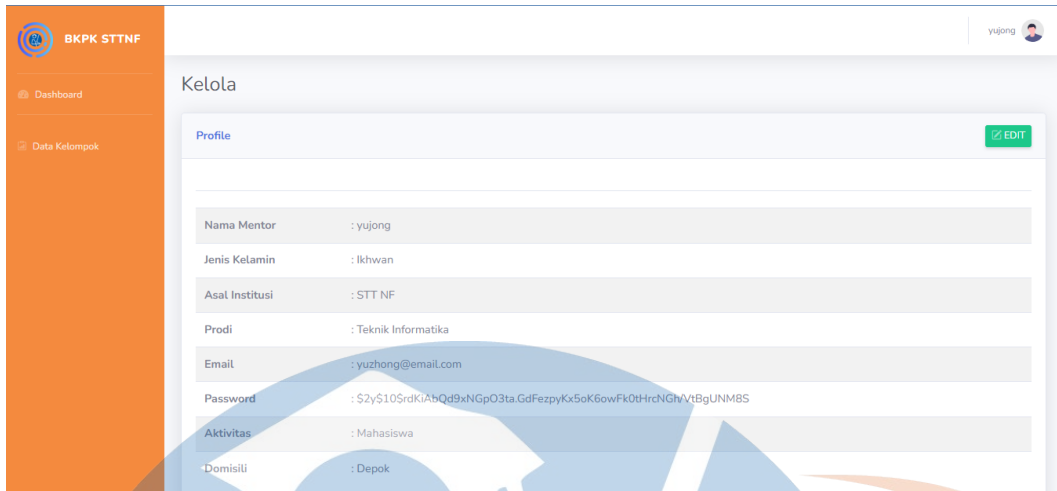 BKPK STTNF
yujong
Dashboard
Data Kelompok
Kelola
Profile
EDIT
Nama Mentor : yujong
Jenis Kelamin : Ikhwan
Asal Institusi : STT NF
Prodi : Teknik Informatika
Email : yuzhong@email.com
Password : $2y$10$rdKiAbQd9xNGpO3ta.GdFezpyKx5oK6owFk0tHrcNGh/VtBgUNM8S
Aktivitas : Mahasiswa
Domisili : Depok